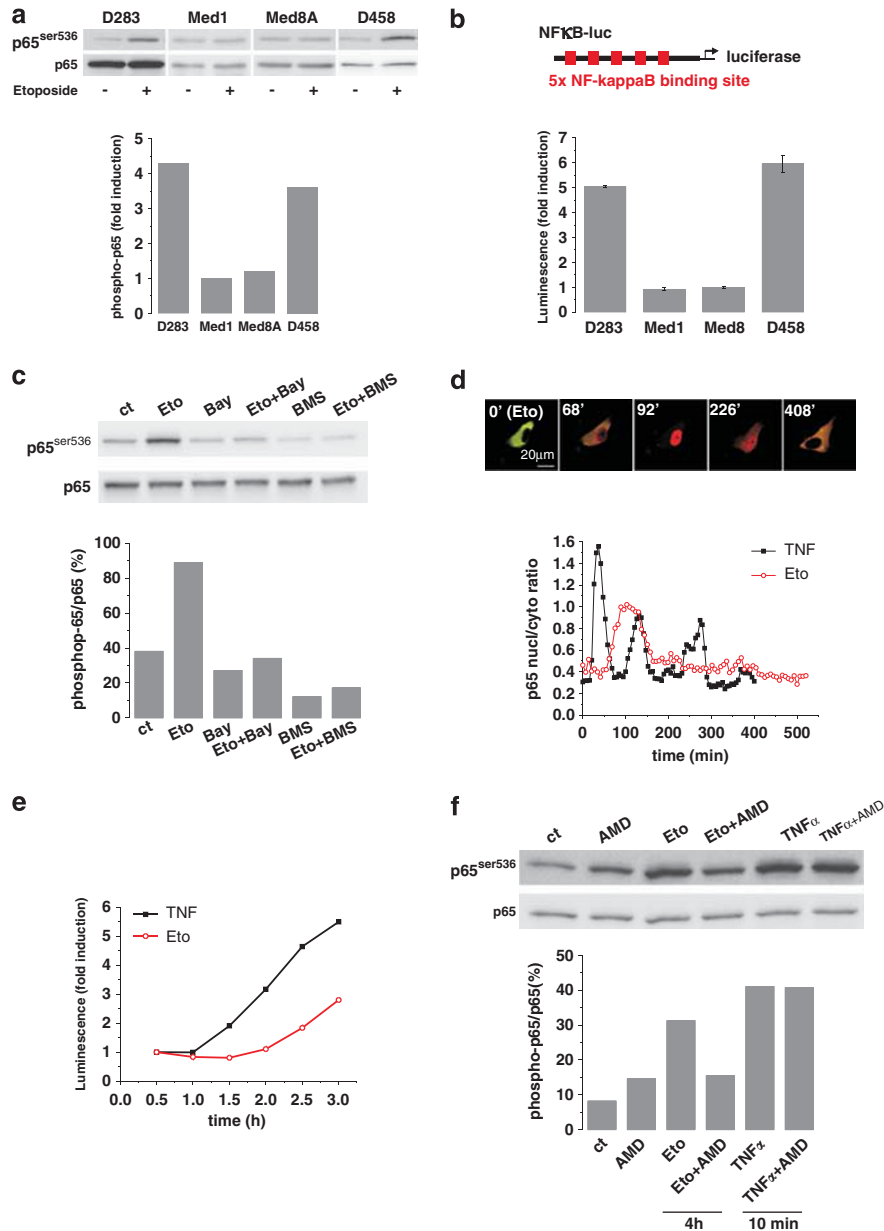 a
D283 Med1 Med8A D458
p65ser536
p65
Etoposide - + - + - + - +
phospho-p65 (fold induction)
5
4
3
2
1
0
D283 Med1 Med8A D458
b
NFκB-luc
luciferase
5x NF-kappaB binding site
Luminescence (fold induction)
7
6
5
4
3
2
1
0
D283 Med1 Med8 D458
c
ct Eto Bay Eto+Bay BMS Eto+BMS
p65ser536
p65
phosphop-65/p65 (%)
100
80
60
40
20
0
ct Eto Bay Eto+Bay BMS Eto+BMS
d
0' (Eto) 68' 92' 226' 408'
20μm
p65 nucl/cyto ratio
1.6
1.4
1.2
1.0
0.8
0.6
0.4
0.2
0.0
TNF
Eto
0 100 200 300 400 500
time (min)
e
Luminescence (fold induction)
6
5
4
3
2
1
0
TNF
Eto
0.0 0.5 1.0 1.5 2.0 2.5 3.0
time (h)
f
ct AMD Eto Eto+AMD TNFα TNFα+AMD
p65ser536
p65
phospho-p65/p65(%)
50
40
30
20
10
0
ct AMD Eto Eto+AMD TNFα TNFα+AMD
4h 10 min